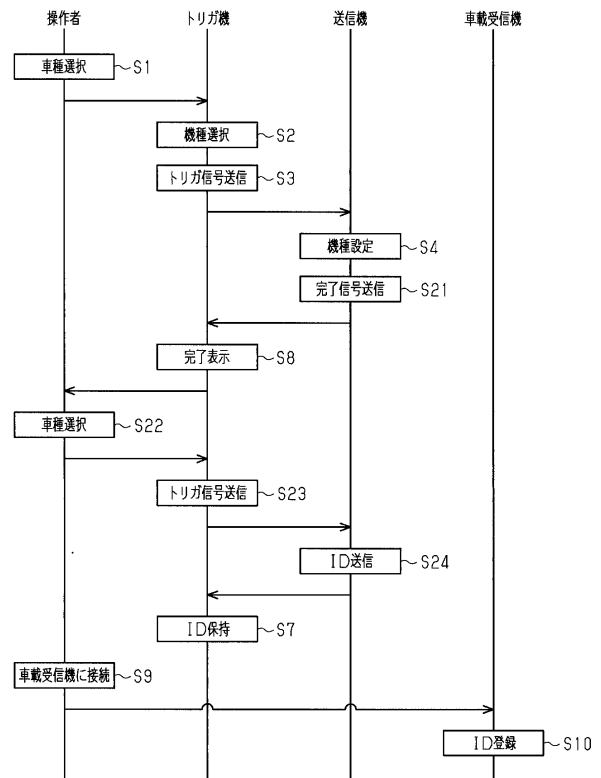 操作者 トリガ機 送信機 車載受信機
車種選択 S1
機種選択 S2
トリガ信号送信 S3
機種設定 S4
完了信号送信 S21
完了表示 S8
車種選択 S22
トリガ信号送信 S23
ID送信 S24
ID保持 S7
車載受信機に接続 S9
ID登録 S10